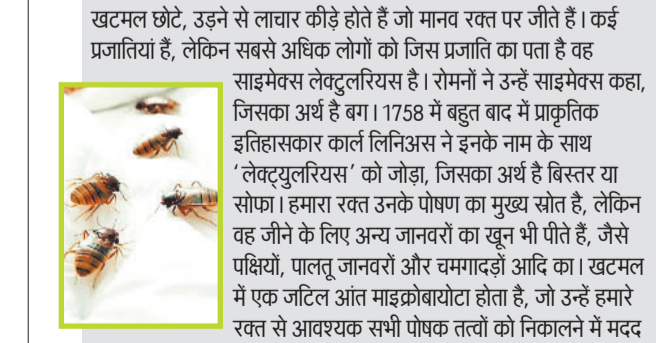 खटमल छोटे, उड़ने से लाचार कीड़े होते हैं जो मानव रक्त पर जीते हैं। कई
प्रजातियां हैं, लेकिन सबसे अधिक लोगों को जिस प्रजाति का पता है वह
साइमेक्स लेक्टुलरियस है। रोमनों ने उन्हें साइमेक्स कहा,
जिसका अर्थ है बग। 1758 में बहुत बाद में प्राकृतिक
इतिहासकार कार्ल लिनिअस ने इनके नाम के साथ
‘लेक्ट्युलरियस’ को जोड़ा, जिसका अर्थ है बिस्तर या
सोफा। हमारा रक्त उनके पोषण का मुख्य स्रोत है, लेकिन
वह जीने के लिए अन्य जानवरों का खून भी पीते हैं, जैसे
पक्षियों, पालतू जानवरों और चमगादड़ों आदि का। खटमल
में एक जटिल आंत माइक्रोबायोटा होता है, जो उन्हें हमारे
रक्त से आवश्यक सभी पोषक तत्वों को निकालने में मदद